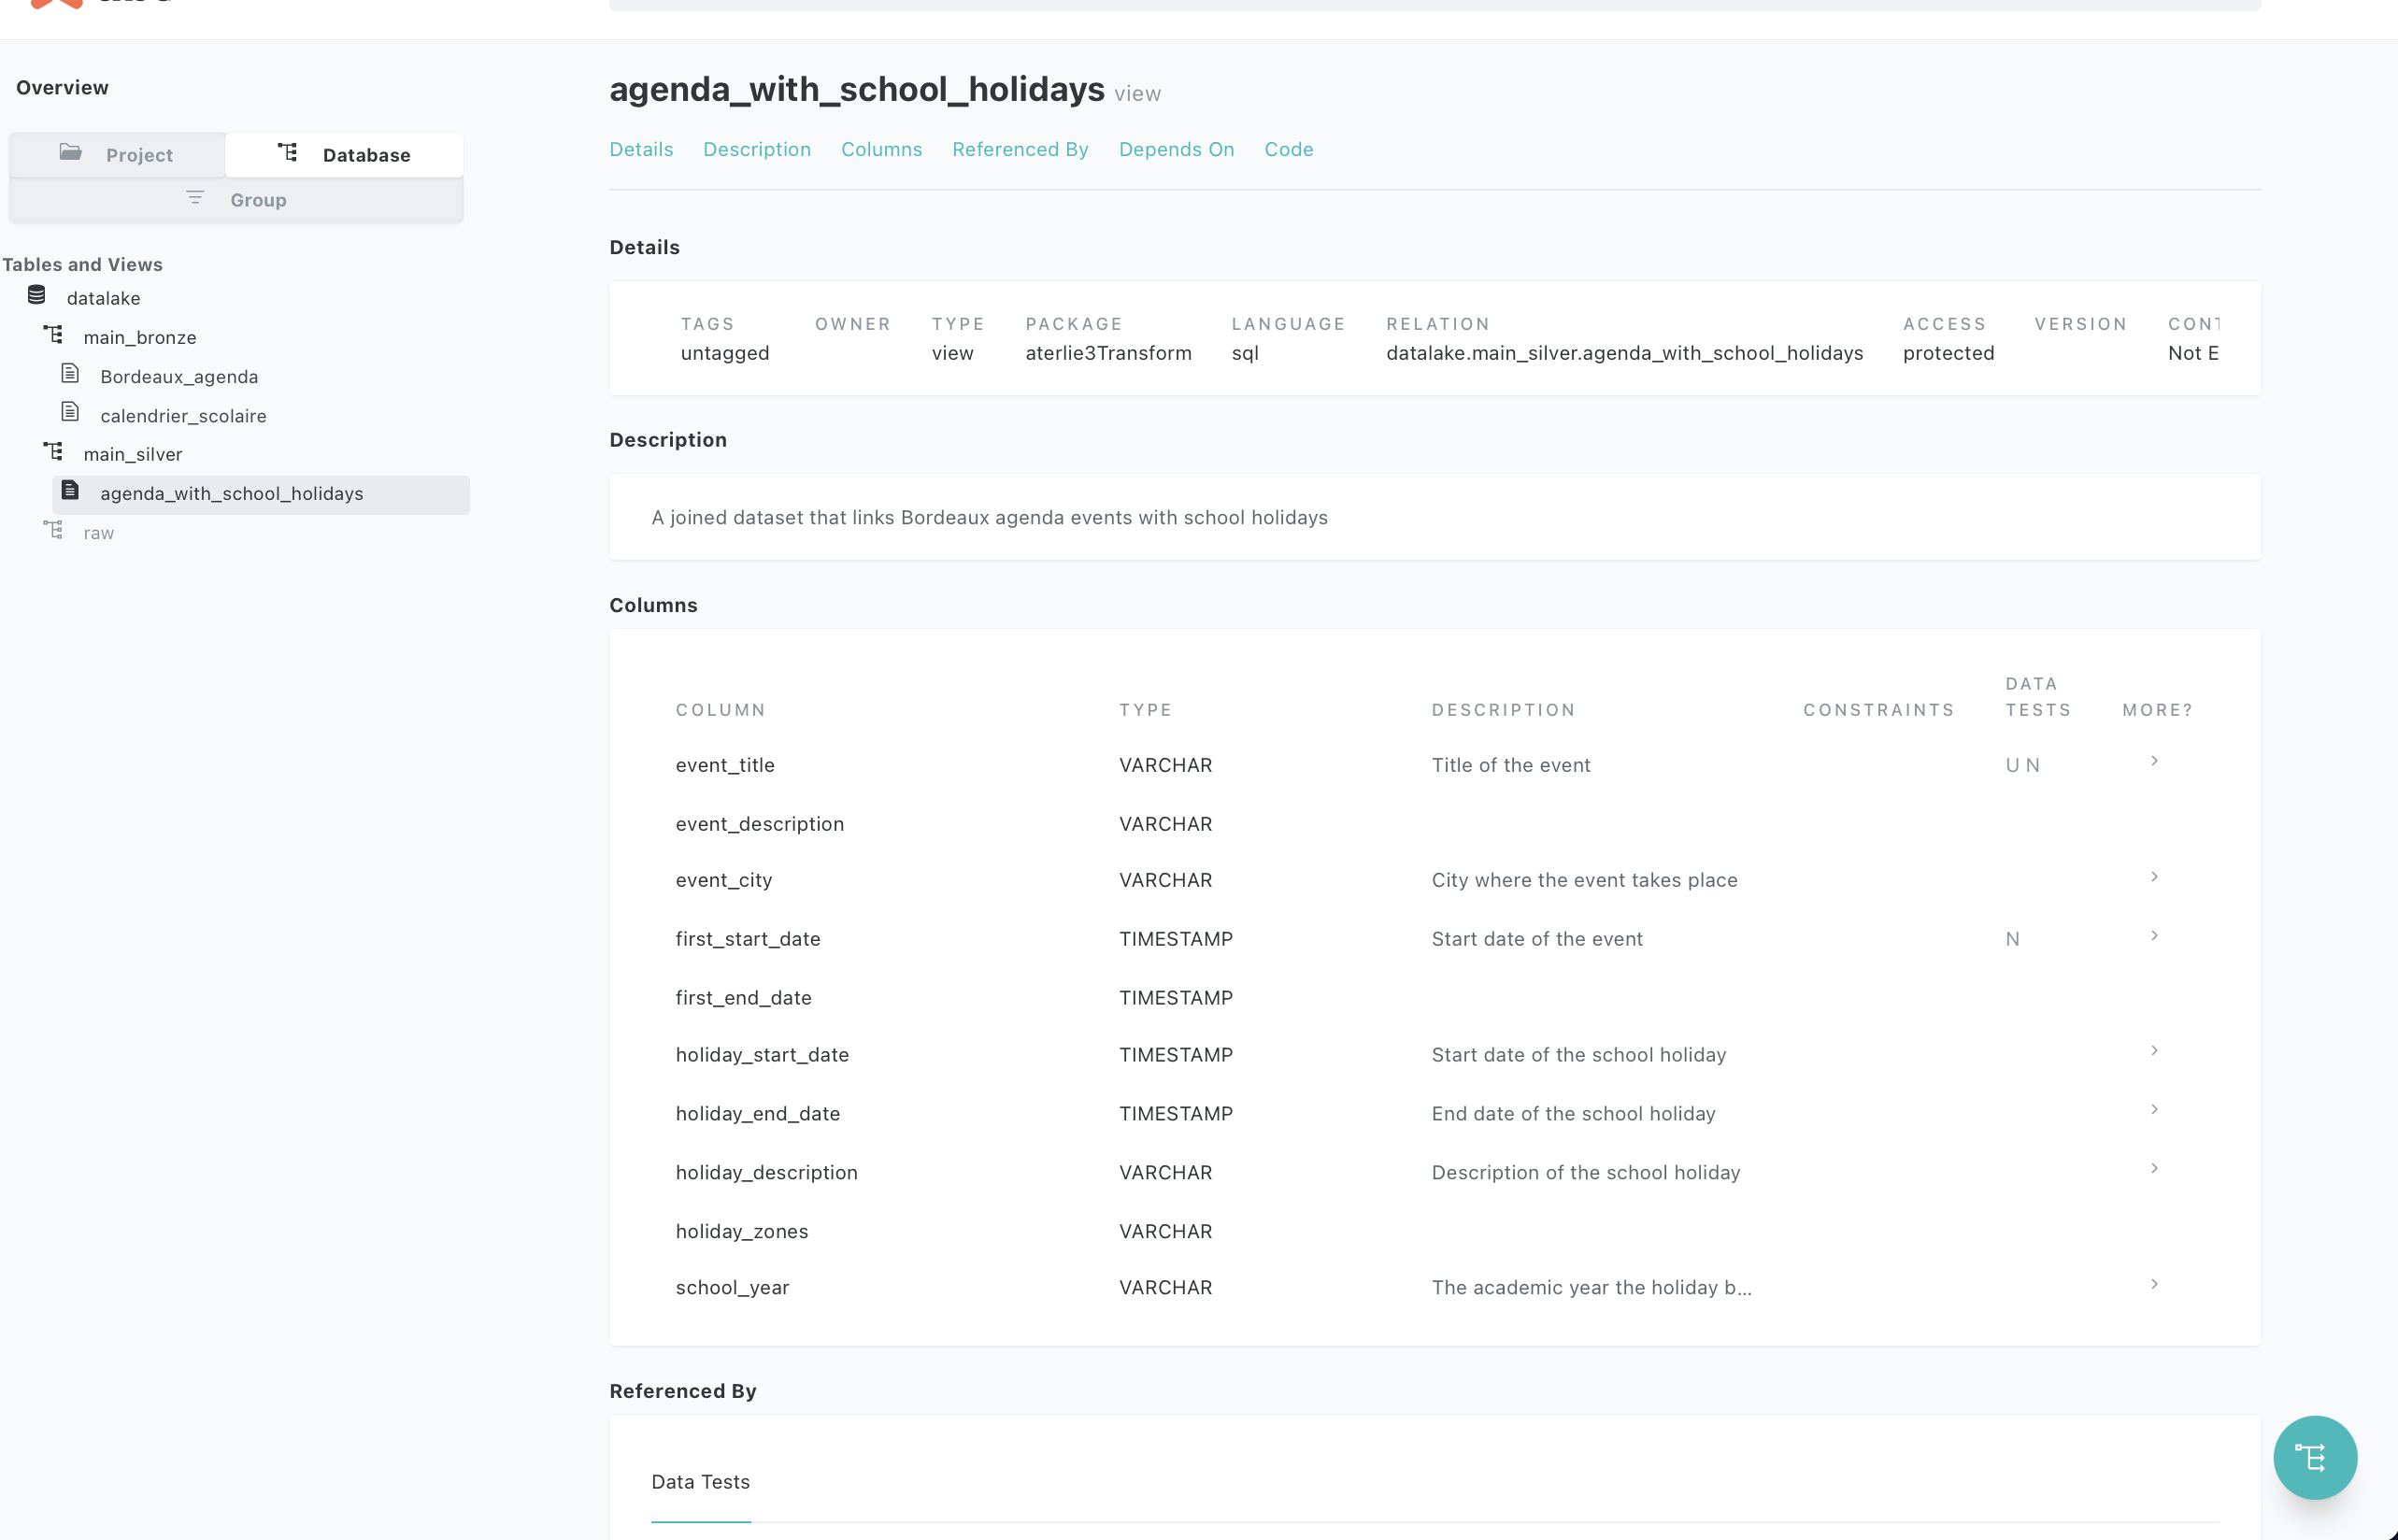 Overview
Project
Database
Group
Tables and Views
datalake
main_bronze
Bordeaux_agenda
calendrier_scolaire
main_silver
agenda_with_school_holidays
raw
agenda_with_school_holidays view
Details Description Columns Referenced By Depends On Code
Details
TAGS OWNER TYPE PACKAGE LANGUAGE RELATION ACCESS VERSION CONT
untagged view aterlie3Transform sql datalake.main_silver.agenda_with_school_holidays protected Not E
Description
A joined dataset that links Bordeaux agenda events with school holidays
Columns
COLUMN TYPE DESCRIPTION CONSTRAINTS DATA TESTS MORE?
event_title VARCHAR Title of the event U N
event_description VARCHAR
event_city VARCHAR City where the event takes place
first_start_date TIMESTAMP Start date of the event N
first_end_date TIMESTAMP
holiday_start_date TIMESTAMP Start date of the school holiday
holiday_end_date TIMESTAMP End date of the school holiday
holiday_description VARCHAR Description of the school holiday
holiday_zones VARCHAR
school_year VARCHAR The academic year the holiday b...
Referenced By
Data Tests